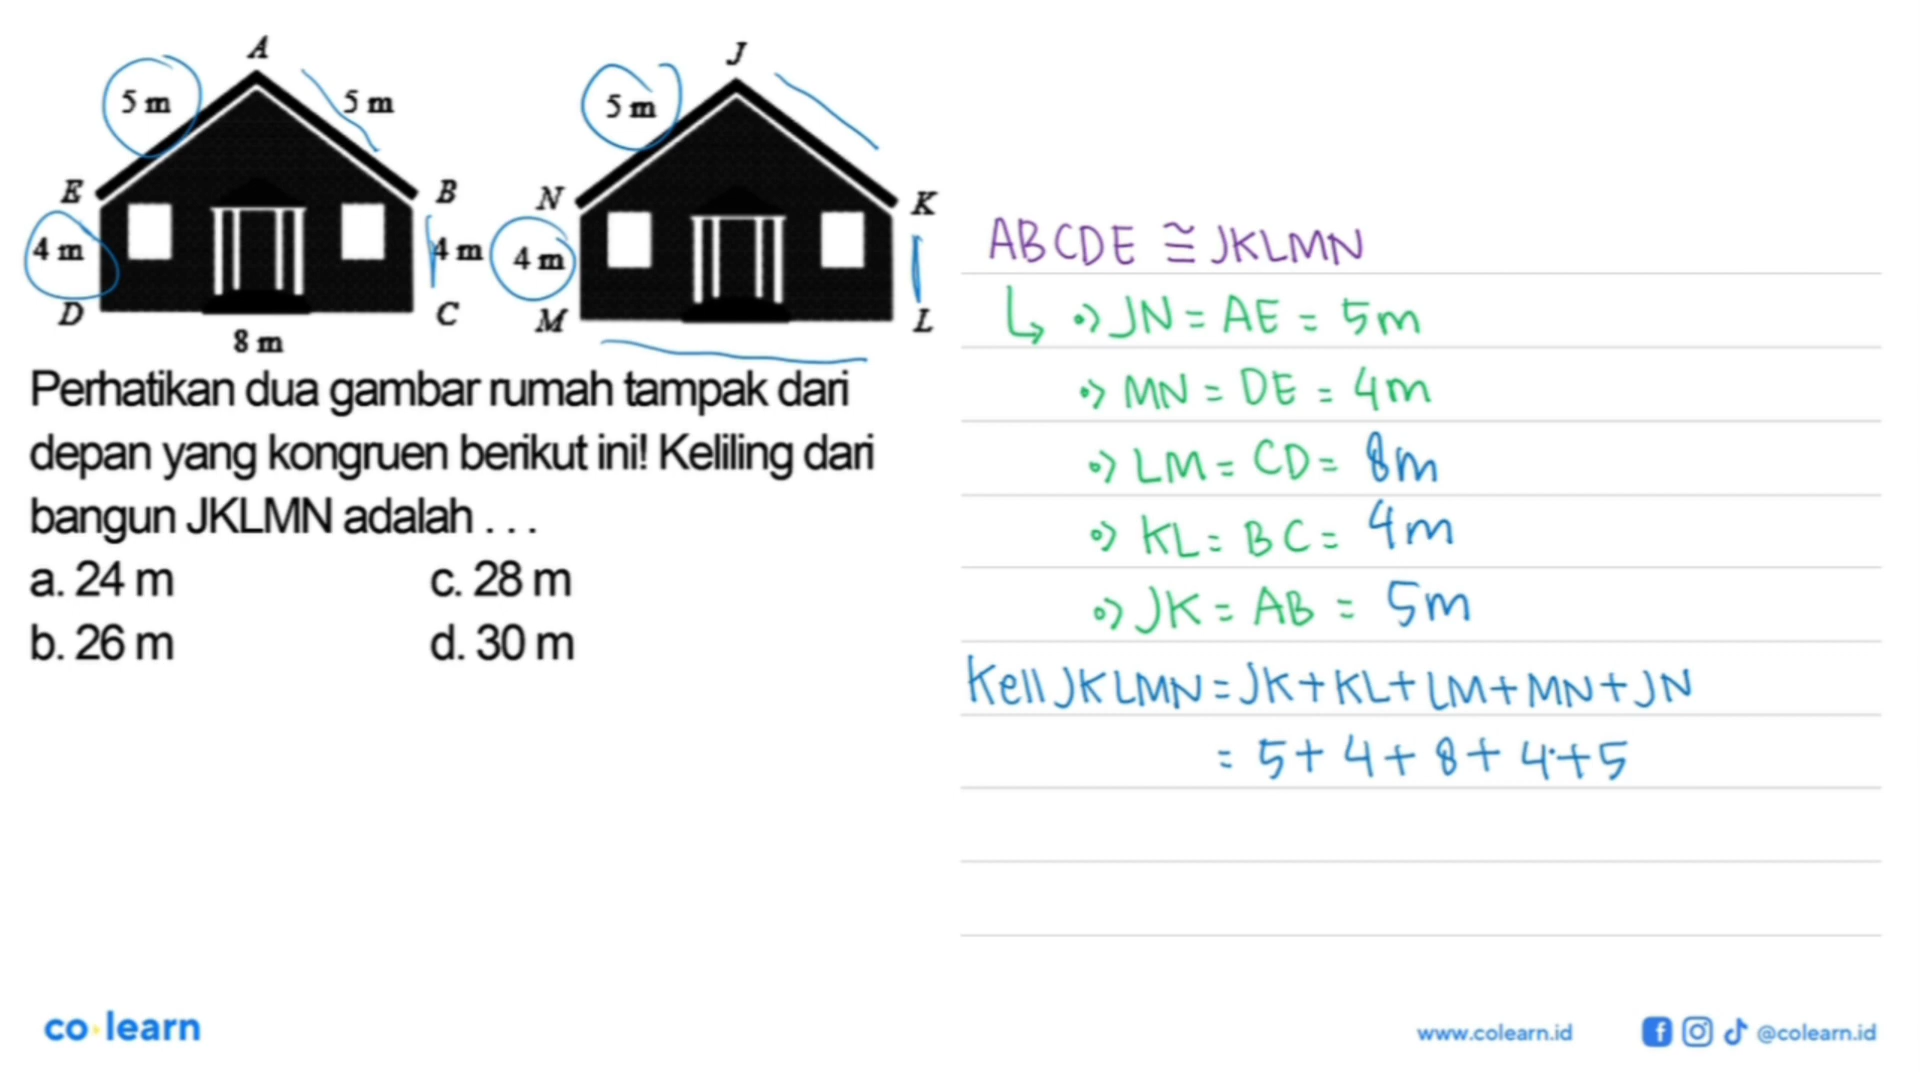 A
5 m
5 m
E
B
4 m
4 m
D
C
8 m
J
5 m
N
K
4 m
M
L
Perhatikan dua gambar rumah tampak dari
depan yang kongruen berikut ini! Keliling dari
bangun JKLMN adalah . . .
a. 24 m
c. 28 m
b. 26 m
d. 30 m
ABCDE ≅ JKLMN
↳ •) JN = AE = 5m
•) MN = DE = 4m
•) LM = CD = 8m
•) KL = BC = 4m
•) JK = AB = 5m
Kell JKLMN = JK + KL + LM + MN + JN
= 5 + 4 + 8 + 4 + 5
co learn
www.colearn.id
@colearn.id